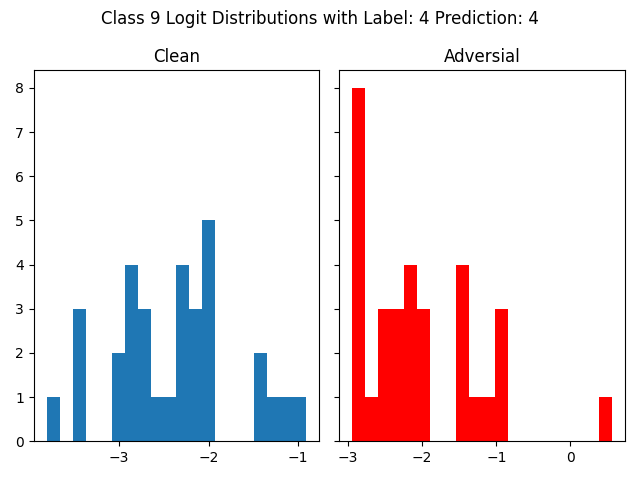 Class 9 Logit Distributions with Label: 4 Prediction: 4
Clean
Adversial
8
7
6
5
4
3
2
1
0
−3 −2 −1
−3 −2 −1 0